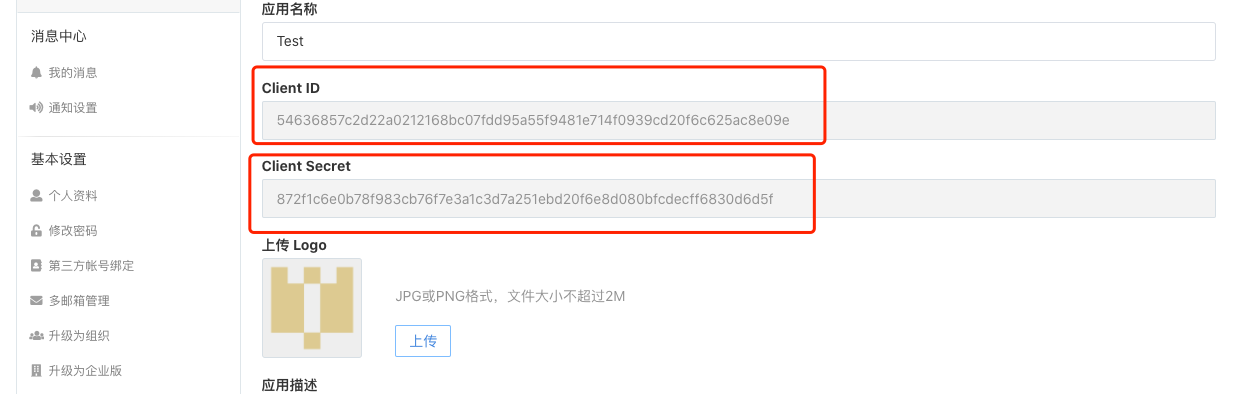 消息中心
我的消息
通知设置
基本设置
个人资料
修改密码
第三方帐号绑定
多邮箱管理
升级为组织
升级为企业版
应用名称
Test
Client ID
54636857c2d22a0212168bc07fdd95a55f9481e714f0939cd20f6c625ac8e09e
Client Secret
872f1c6e0b78f983cb76f7e3a1c3d7a251ebd20f6e8d080bfcdecff6830d6d5f
上传 Logo
JPG或PNG格式，文件大小不超过2M
上传
应用描述